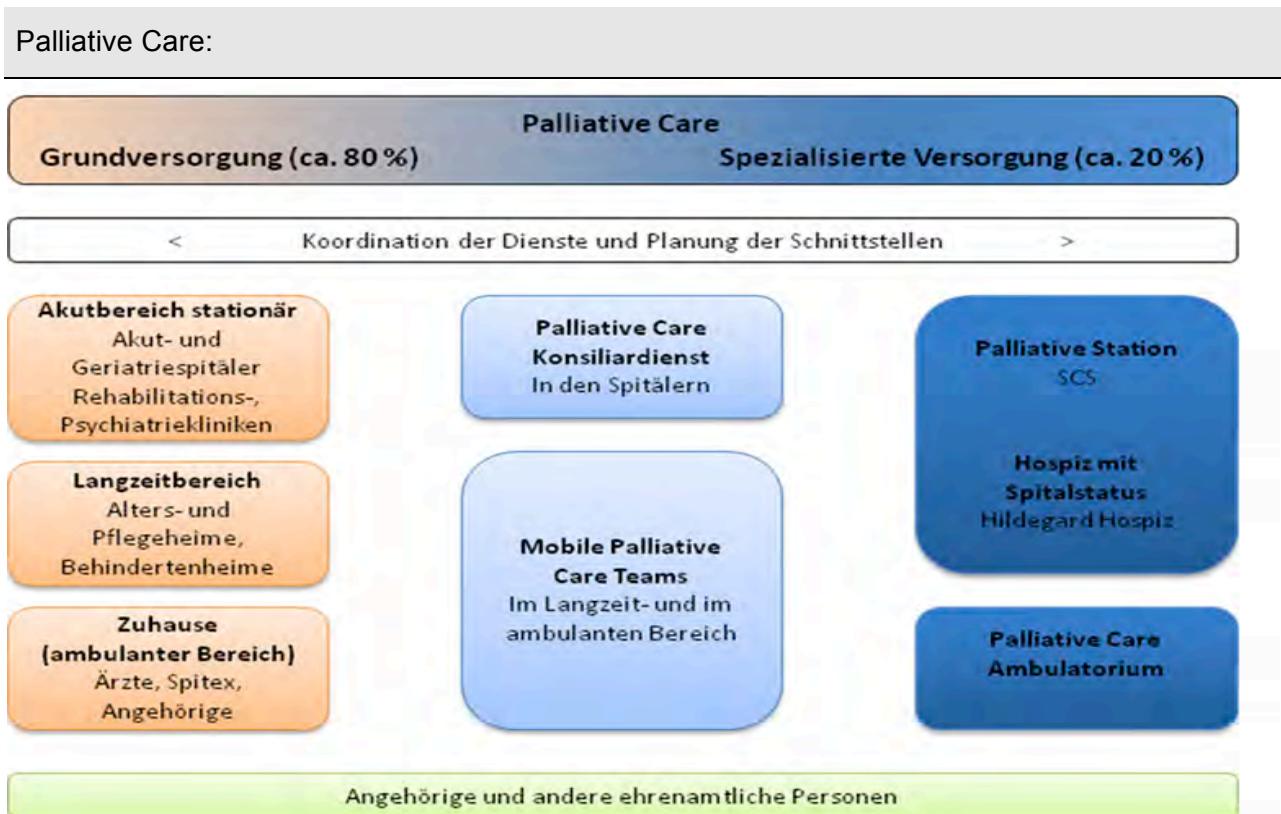 Palliative Care:
Palliative Care
Grundversorgung (ca. 80 %) Spezialisierte Versorgung (ca. 20 %)
< Koordination der Dienste und Planung der Schnittstellen >
Akutbereich stationär
Akut- und
Geriatriespitäler
Rehabilitations-,
Psychiatriekliniken
Langzeitbereich
Alters- und
Pflegeheime,
Behindertenheime
Zuhause
(ambulanter Bereich)
Ärzte, Spitex,
Angehörige
Palliative Care
Konsiliardienst
In den Spitälern
Mobile Palliative
Care Teams
Im Langzeit- und im
ambulanten Bereich
Palliative Station
SCS
Hospiz mit
Spitalstatus
Hildegard Hospiz
Palliative Care
Ambulatorium
Angehörige und andere ehrenamtliche Personen